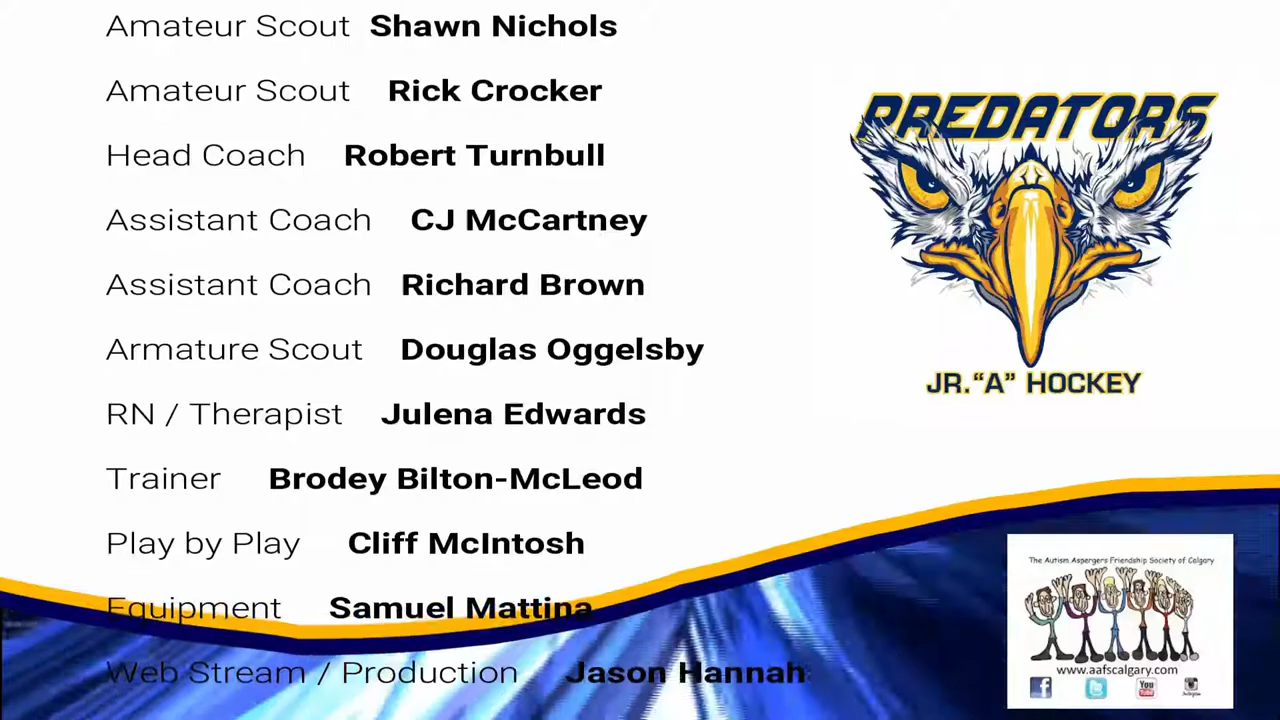 Amateur Scout Shawn Nichols
Amateur Scout Rick Crocker
Head Coach Robert Turnbull
Assistant Coach CJ McCartney
Assistant Coach Richard Brown
Armature Scout Douglas Oggelsby
RN / Therapist Julena Edwards
Trainer Brodey Bilton-McLeod
Play by Play Cliff McIntosh
Equipment Samuel Mattina
Web Stream / Production Jason Hannah
PREDATORS
JR."A" HOCKEY
The Autism Aspergers Friendship Society of Calgary
www.aafscalgary.com
You Tube
Instagram